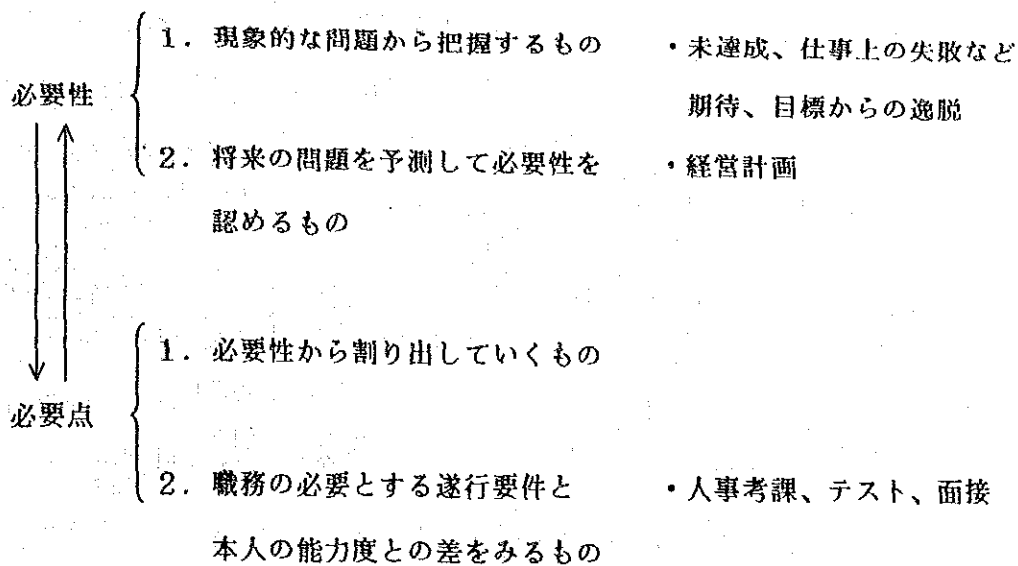 1．現象的な問題から把握するもの ・未達成、仕事上の失敗など
必要性 期待、目標からの逸脱
2．将来の問題を予測して必要性を ・経営計画
認めるもの
1．必要性から割り出していくもの
必要点
2．職務の必要とする遂行要件と ・人事考課、テスト、面接
本人の能力度との差をみるもの